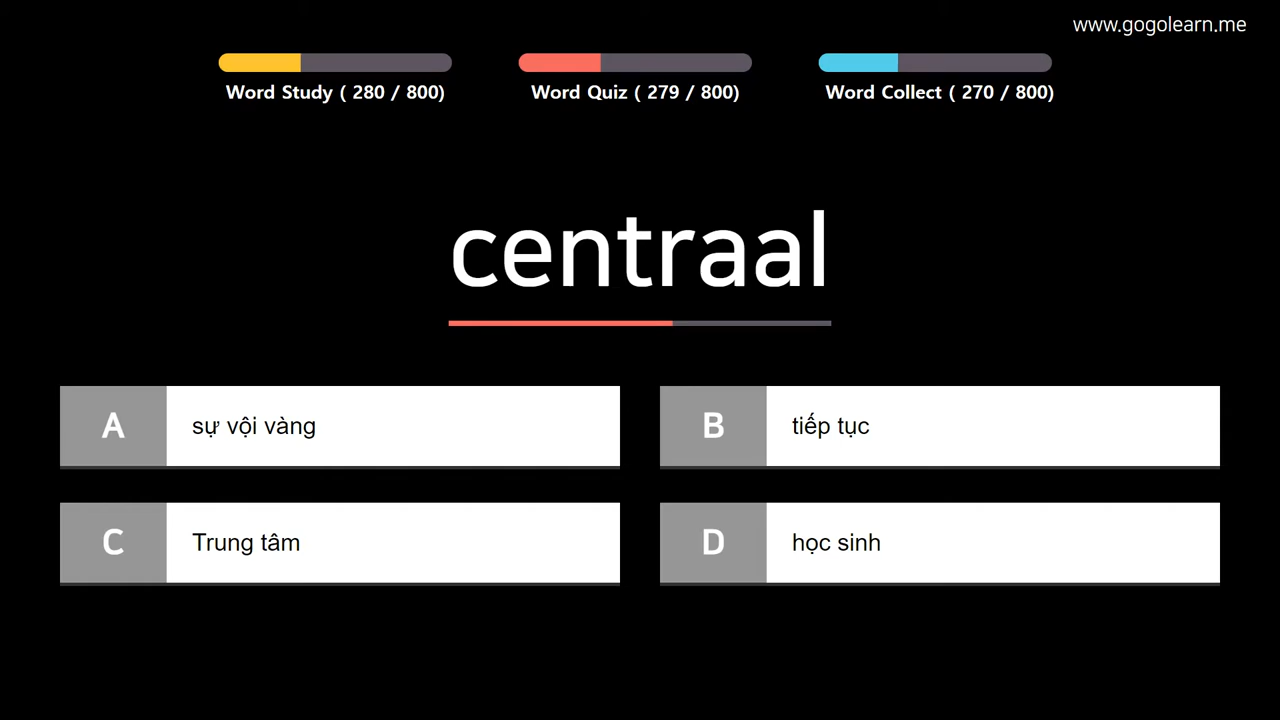 www.gogolearn.me
Word Study ( 280 / 800)
Word Quiz ( 279 / 800)
Word Collect ( 270 / 800)
centraal
A
sự vội vàng
B
tiếp tục
C
Trung tâm
D
học sinh